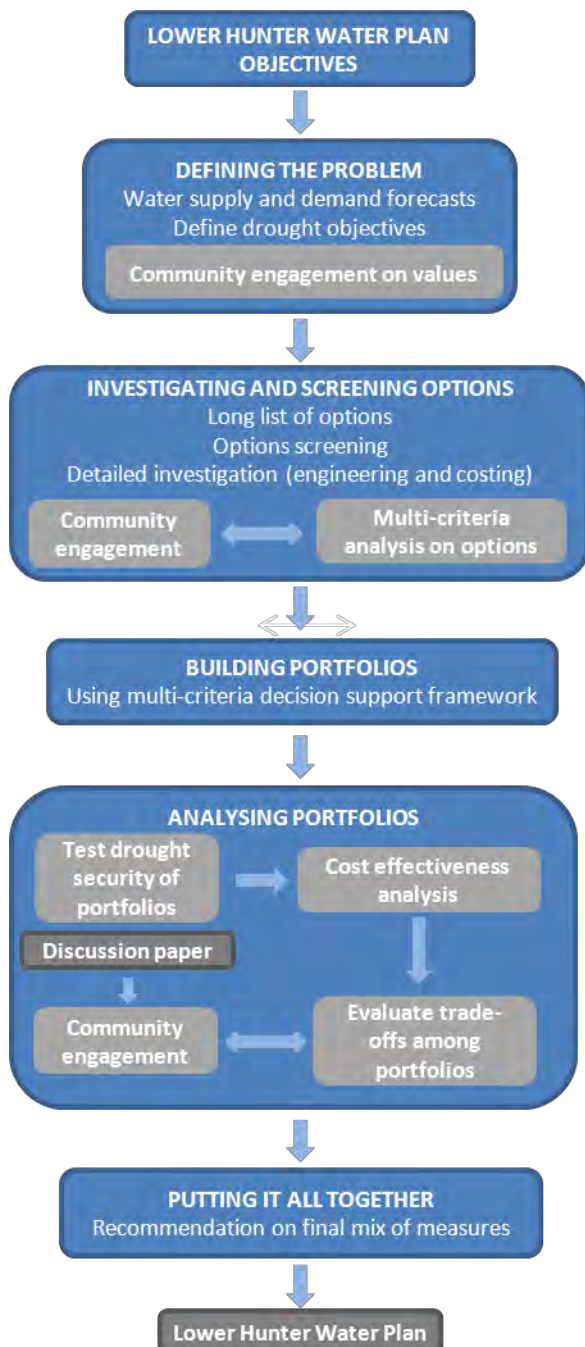 LOWER HUNTER WATER PLAN
OBJECTIVES
DEFINING THE PROBLEM
Water supply and demand forecasts
Define drought objectives
Community engagement on values
INVESTIGATING AND SCREENING OPTIONS
Long list of options
Options screening
Detailed investigation (engineering and costing)
Community
engagement
Multi-criteria
analysis on options
BUILDING PORTFOLIOS
Using multi-criteria decision support framework
ANALYSING PORTFOLIOS
Test drought
security of
portfolios
Cost effectiveness
analysis
Discussion paper
Community
engagement
Evaluate trade-
offs among
portfolios
PUTTING IT ALL TOGETHER
Recommendation on final mix of measures
Lower Hunter Water Plan